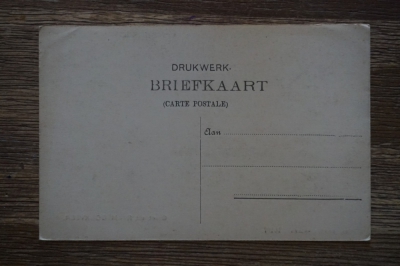 DRUKWERK.
BRIEFKAART
(CARTE POSTALE)
Aan